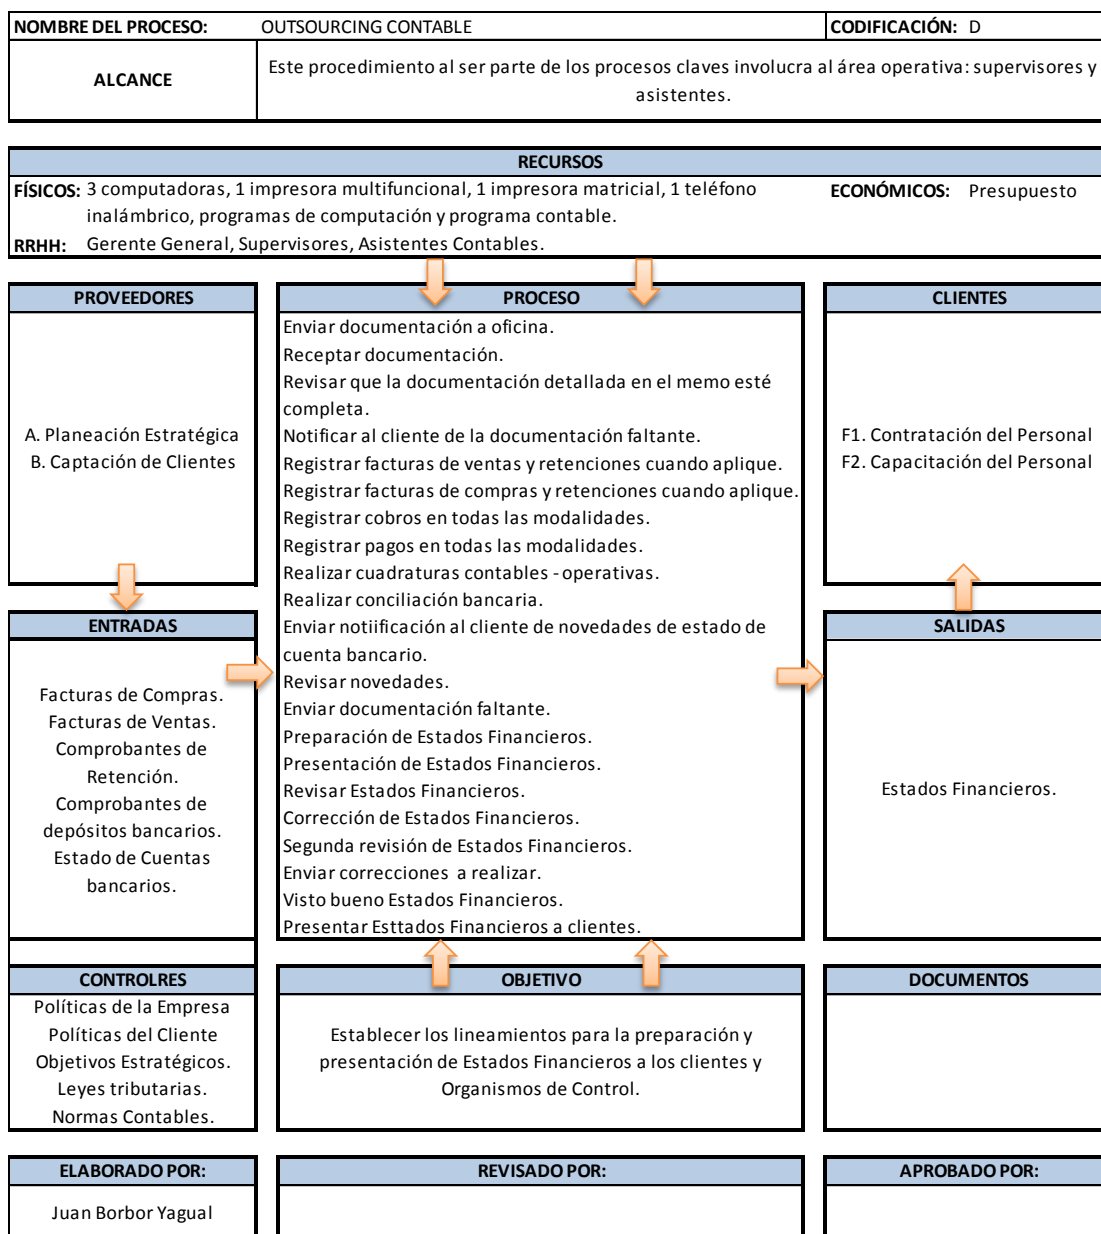 NOMBRE DEL PROCESO: OUTSOURCING CONTABLE CODIFICACIÓN: D
ALCANCE
Este procedimiento al ser parte de los procesos claves involucra al área operativa: supervisores y
asistentes.
RECURSOS
FÍSICOS: 3 computadoras, 1 impresora multifuncional, 1 impresora matricial, 1 teléfono
inalámbrico, programas de computación y programa contable.
ECONÓMICOS: Presupuesto
RRHH: Gerente General, Supervisores, Asistentes Contables.
PROVEEDORES
A. Planeación Estratégica
B. Captación de Clientes
ENTRADAS
Facturas de Compras.
Facturas de Ventas.
Comprobantes de
Retención.
Comprobantes de
depósitos bancarios.
Estado de Cuentas
bancarios.
PROCESO
Enviar documentación a oficina.
Receptar documentación.
Revisar que la documentación detallada en el memo esté
completa.
Notificar al cliente de la documentación faltante.
Registrar facturas de ventas y retenciones cuando aplique.
Registrar facturas de compras y retenciones cuando aplique.
Registrar cobros en todas las modalidades.
Registrar pagos en todas las modalidades.
Realizar cuadraturas contables - operativas.
Realizar conciliación bancaria.
Enviar notiificación al cliente de novedades de estado de
cuenta bancario.
Revisar novedades.
Enviar documentación faltante.
Preparación de Estados Financieros.
Presentación de Estados Financieros.
Revisar Estados Financieros.
Corrección de Estados Financieros.
Segunda revisión de Estados Financieros.
Enviar correcciones a realizar.
Visto bueno Estados Financieros.
Presentar Esttados Financieros a clientes.
CLIENTES
F1. Contratación del Personal
F2. Capacitación del Personal
SALIDAS
Estados Financieros.
CONTROLRES
Políticas de la Empresa
Políticas del Cliente
Objetivos Estratégicos.
Leyes tributarias.
Normas Contables.
OBJETIVO
Establecer los lineamientos para la preparación y
presentación de Estados Financieros a los clientes y
Organismos de Control.
DOCUMENTOS
ELABORADO POR:
Juan Borbor Yagual
REVISADO POR:
APROBADO POR: